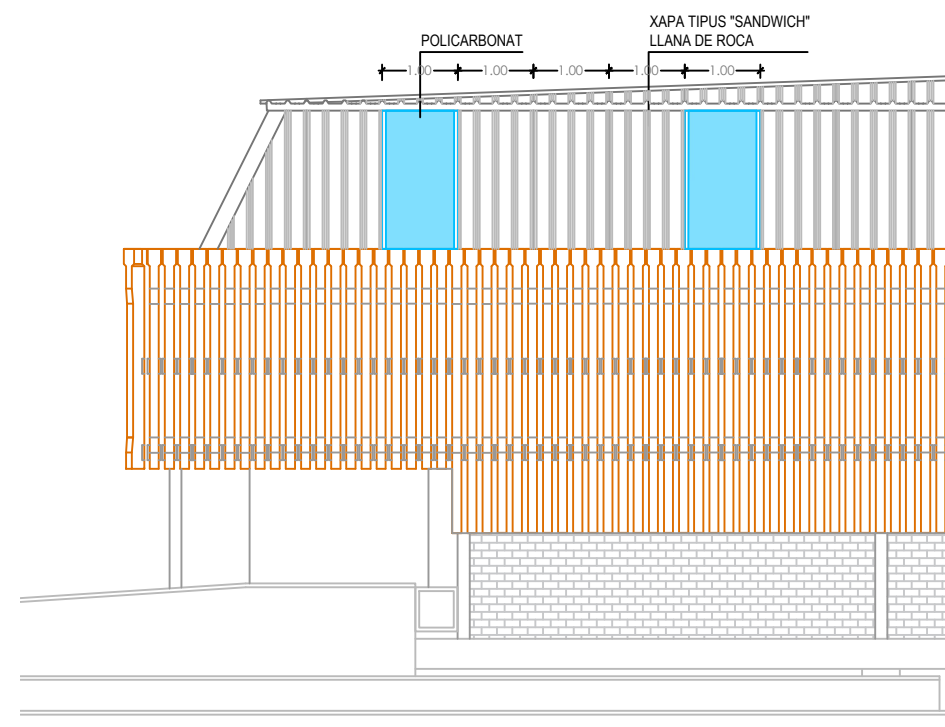 XAPA TIPUS "SANDWICH"
POLICARBONAT
LLANA DE ROCA
1.00 1.00 1.00 1.00 1.00